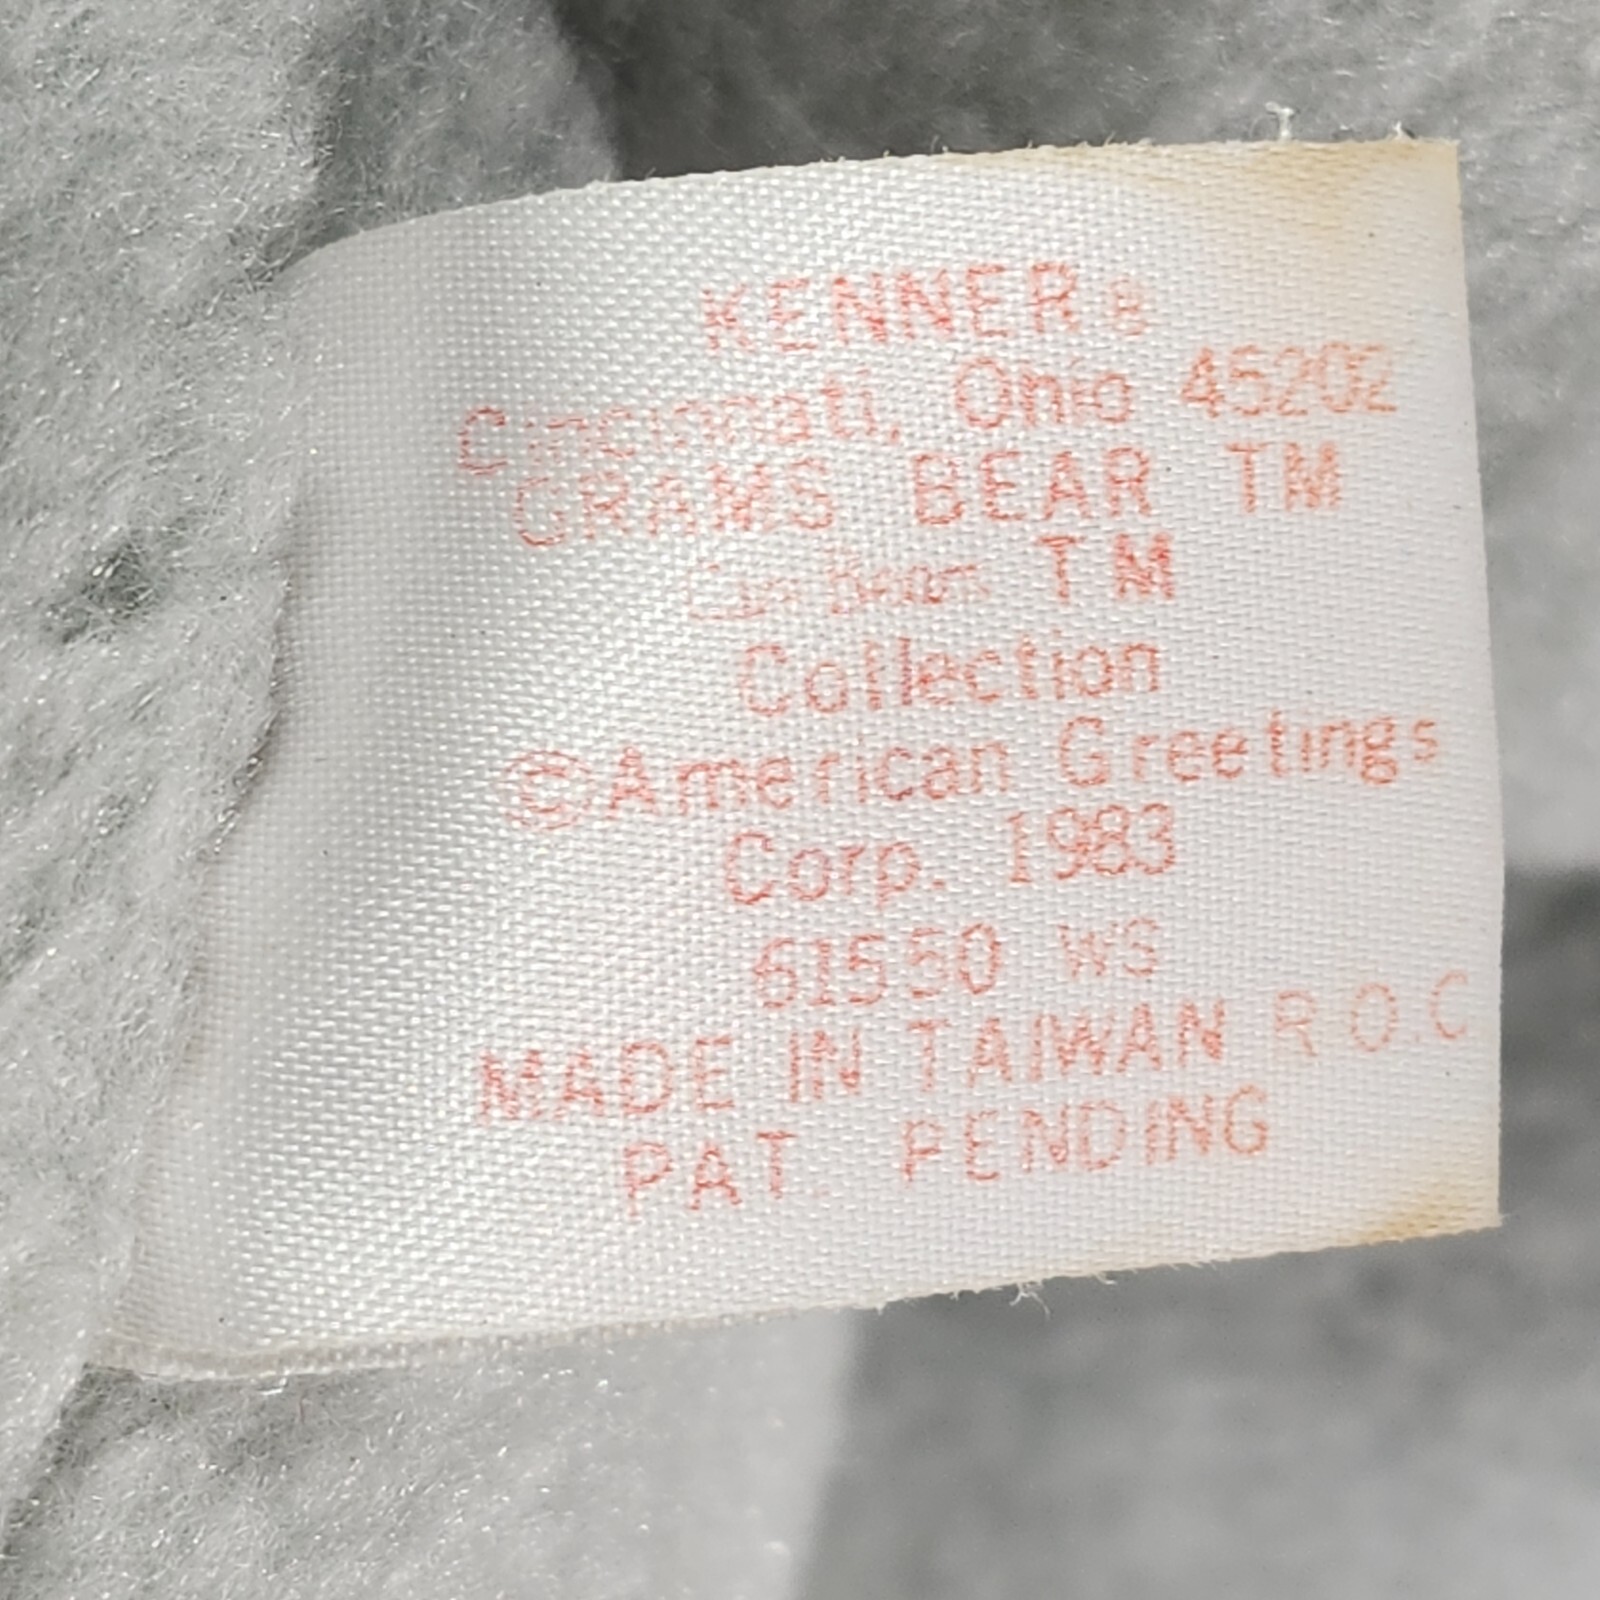 KENNER®
Cincinnati, Ohio 45202
GRAMS BEAR TM
Bears TM
Collection
©American Greetings
Corp. 1983
61550 WS
MADE IN TAIWAN R.O.C
PAT. PENDING